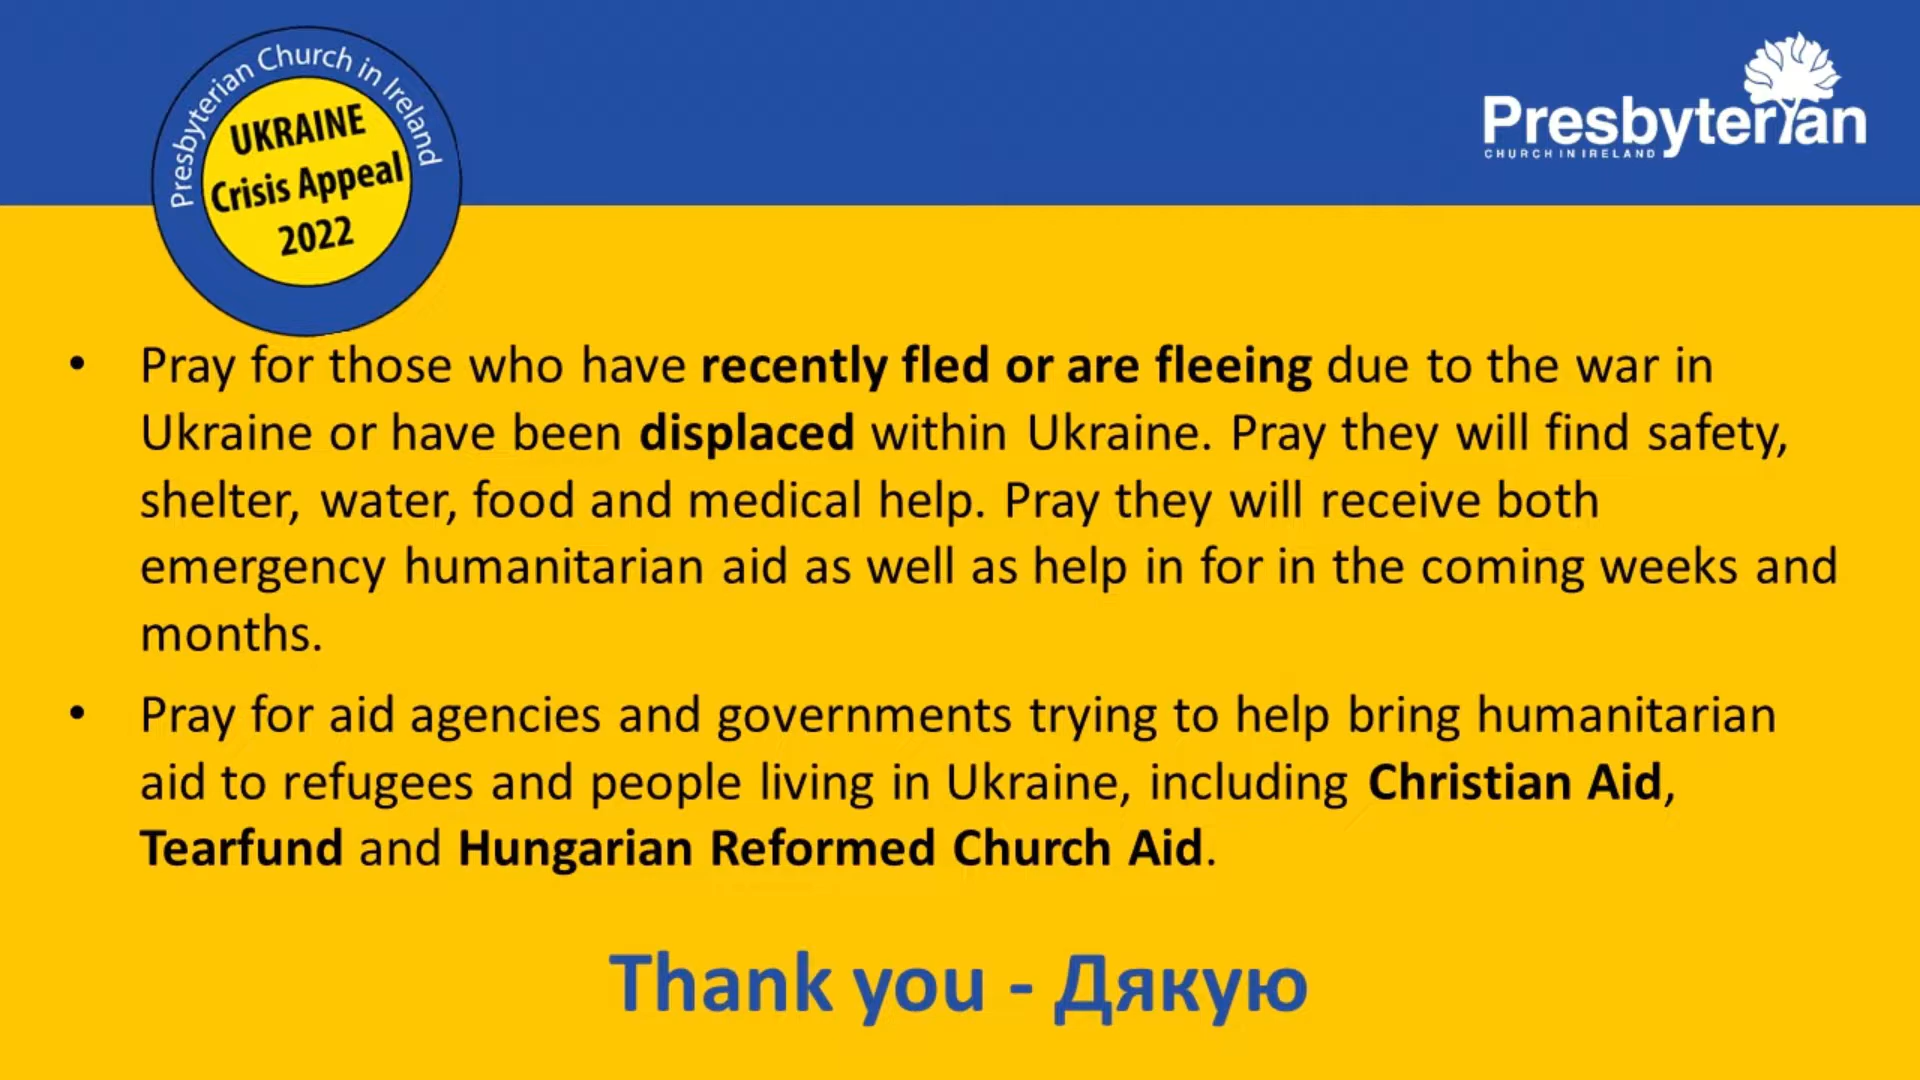 Presbyterian Church in Ireland
UKRAINE
Crisis Appeal
2022
Presbyterian
CHURCH IN IRELAND
• Pray for those who have recently fled or are fleeing due to the war in
Ukraine or have been displaced within Ukraine. Pray they will find safety,
shelter, water, food and medical help. Pray they will receive both
emergency humanitarian aid as well as help in for in the coming weeks and
months.
• Pray for aid agencies and governments trying to help bring humanitarian
aid to refugees and people living in Ukraine, including Christian Aid,
Tearfund and Hungarian Reformed Church Aid.
Thank you - Дякую